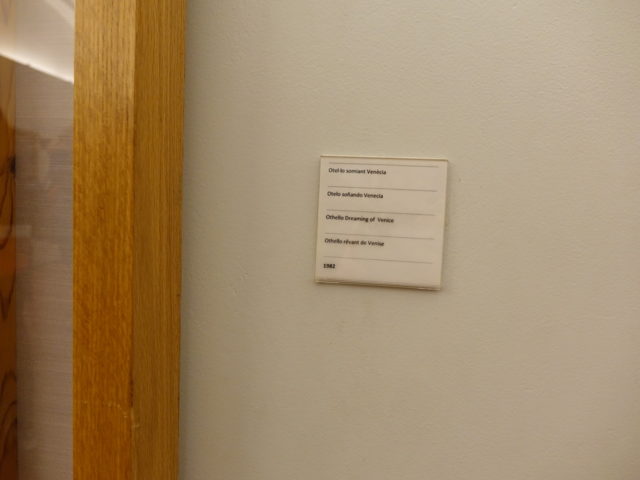 Otel·lo somiant Venècia
Otelo soñando Venecia
Othello Dreaming of Venice
Othello rêvant de Venise
1982